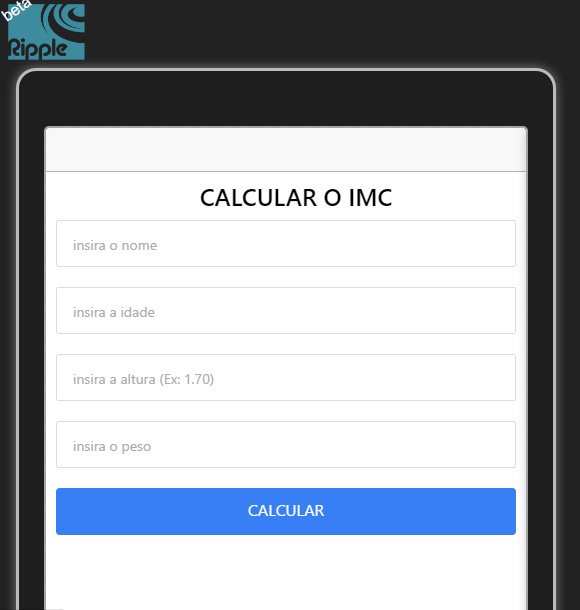 beta
Ripple
CALCULAR O IMC
insira o nome
insira a idade
insira a altura (Ex: 1.70)
insira o peso
CALCULAR